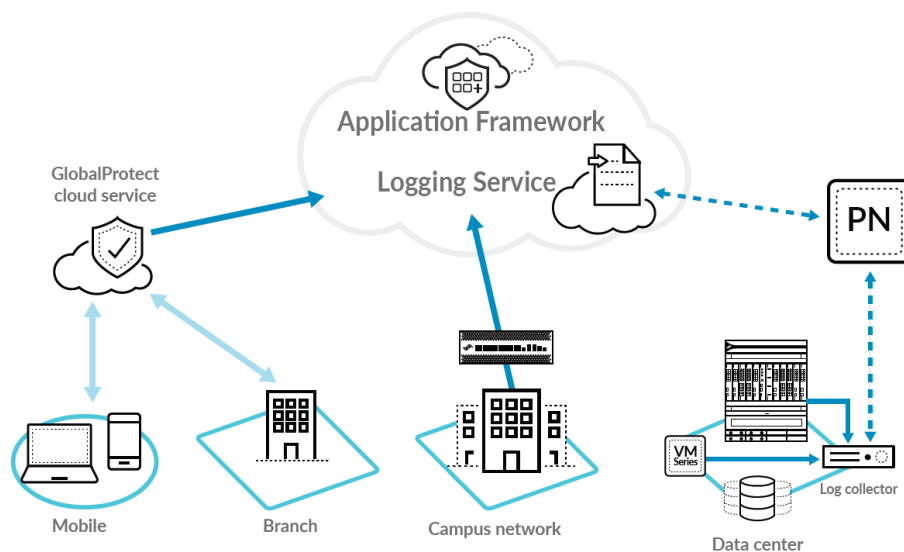 Application Framework
Logging Service
GlobalProtect
cloud service
PN
VM
Series
Log collector
Mobile
Branch
Campus network
Data center